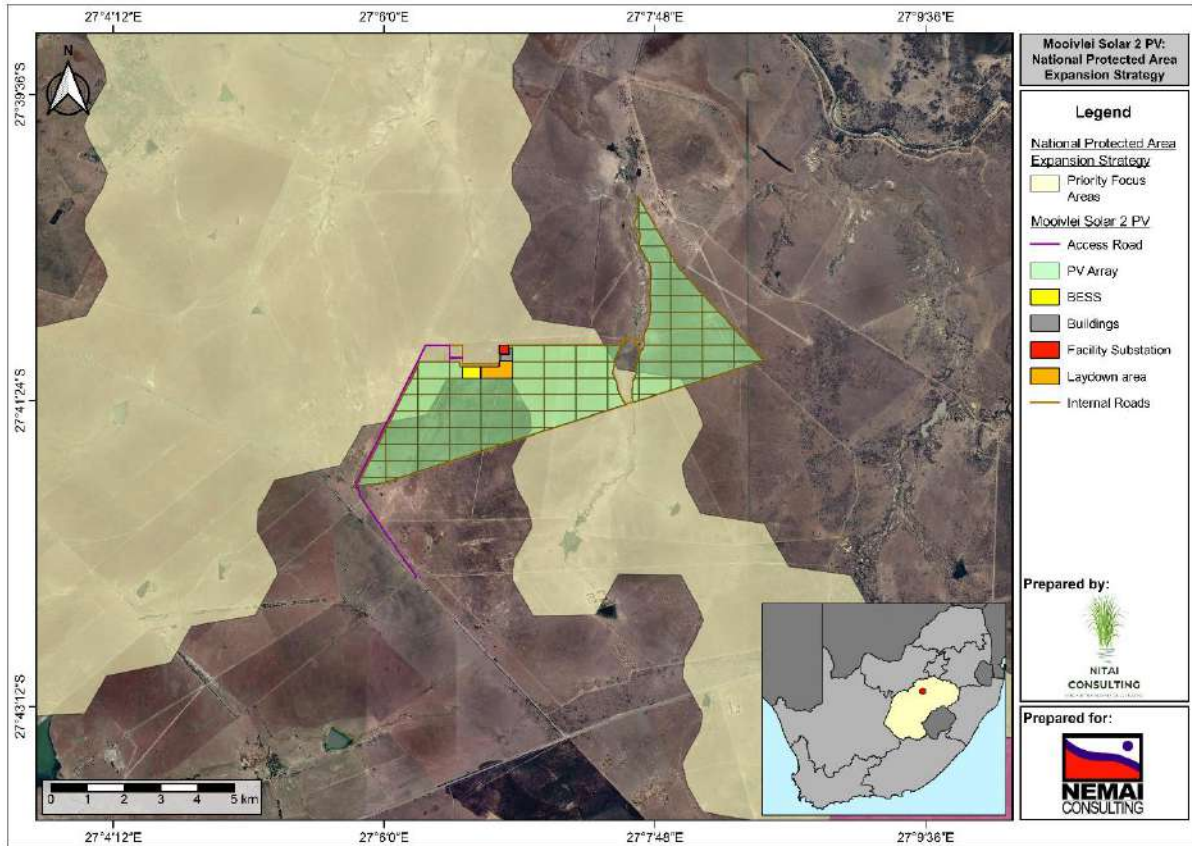 27°4'12"E 27°6'0"E 27°7'48"E 27°9'36"E
27°39'36"S
27°41'24"S
27°43'12"S
N
0 1 2 3 4 5 km
27°4'12"E 27°6'0"E 27°7'48"E 27°9'36"E
Mooivlei Solar 2 PV:
National Protected Area
Expansion Strategy
Legend
National Protected Area
Expansion Strategy
Priority Focus
Areas
Mooivlei Solar 2 PV
Access Road
PV Array
BESS
Buildings
Facility Substation
Laydown area
Internal Roads
Prepared by:
NITAI
CONSULTING
Prepared for:
NEMAI
CONSULTING